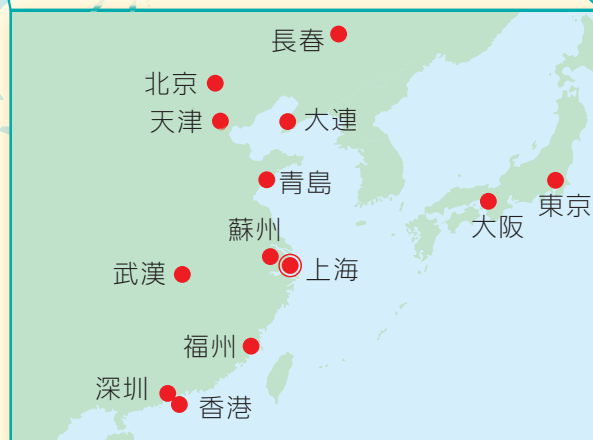 長春
北京
天津
大連
青島
蘇州
上海
武漢
福州
深圳
香港
大阪
東京